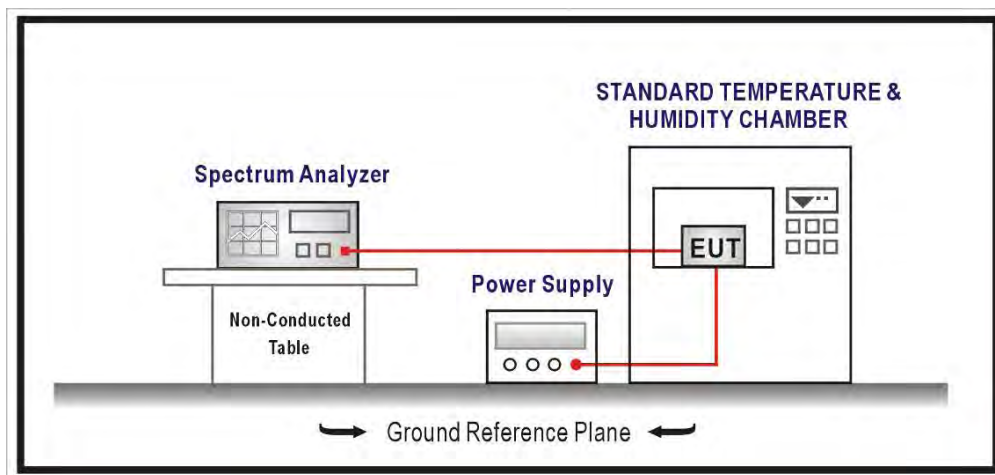 STANDARD TEMPERATURE &
HUMIDITY CHAMBER
Spectrum Analyzer
EUT
Power Supply
Non-Conducted
Table
Ground Reference Plane